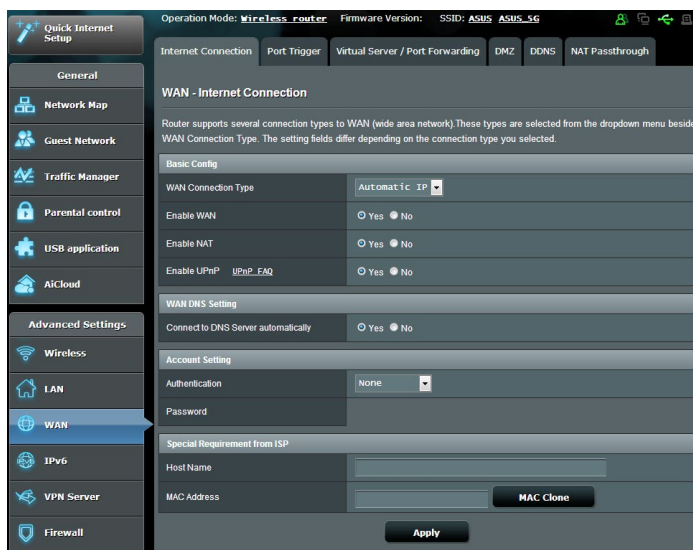 Quick Internet Setup
Operation Mode: Wireless router Firmware Version: SSID: ASUS ASUS_5G
Internet Connection Port Trigger Virtual Server / Port Forwarding DMZ DDNS NAT Passthrough
General
Network Map
Guest Network
Traffic Manager
Parental control
USB application
AiCloud
Advanced Settings
Wireless
LAN
WAN
IPv6
VPN Server
Firewall
WAN - Internet Connection
Router supports several connection types to WAN (wide area network).These types are selected from the dropdown menu beside
WAN Connection Type. The setting fields differ depending on the connection type you selected.
Basic Config
WAN Connection Type Automatic IP
Enable WAN Yes No
Enable NAT Yes No
Enable UPnP UPnP FAQ Yes No
WAN DNS Setting
Connect to DNS Server automatically Yes No
Account Setting
Authentication None
Password
Special Requirement from ISP
Host Name
MAC Address MAC Clone
Apply